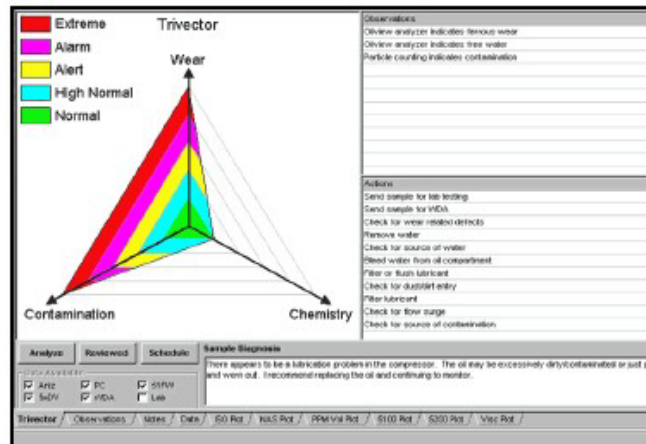 Extreme
Alarm
Alert
High Normal
Normal
Trivector
Wear
Contamination
Chemistry
Observations
Oilview analyzer indicates ferrous wear
Oilview analyzer indicates free water
Particle counting indicates contamination
Actions
Send sample for lab testing
Send sample for WDA
Check for wear related defects
Remove water
Check for source of water
Bleed water from oil compartment
Filter or flush lubricant
Check for dust/dirt entry
Filter lubricant
Check for flow surge
Check for source of contamination
Analyze Reviewed Schedule
Data Available
PC
Lab
Sample Diagnosis
There appears to be a lubrication problem in the compressor. The oil may be excessively dirty/contaminated or just
and worn out. I recommend replacing the oil and continuing to monitor.
Trivector Observations Notes Data ISO Plot NAS Plot PPM Vol Plot 5100 Plot 5200 Plot Visc Plot